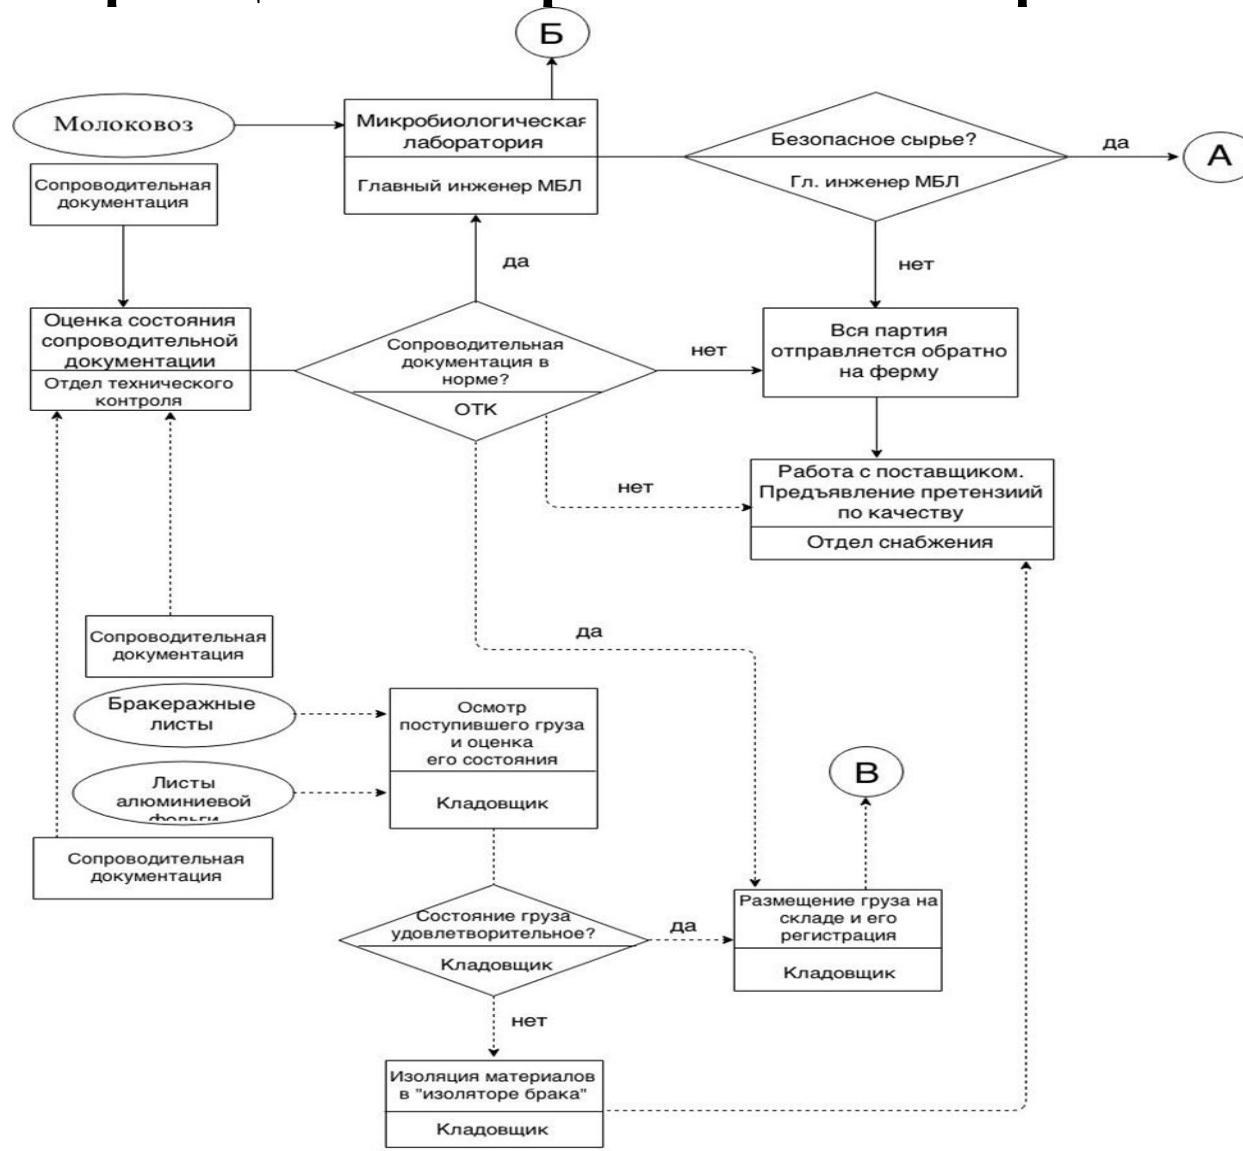 Б
Молоковоз
Микробиологическая
лаборатория
Главный инженер МБЛ
Безопасное сырье?
Гл. инженер МБЛ
да
А
Сопроводительная
документация
да
нет
Оценка состояния
сопроводительной
документации
Отдел технического
контроля
Сопроводительная
документация в
норме?
ОТК
нет
Вся партия
отправляется обратно
на ферму
нет
Работа с поставщиком.
Предъявление претензиий
по качеству
Отдел снабжения
да
Сопроводительная
документация
Бракеражные
листы
Осмотр
поступившего груза
и оценка
его состояния
Кладовщик
Листы
алюминиевой
фольги
В
Сопроводительная
документация
Состояние груза
удовлетворительное?
Кладовщик
да
Размещение груза на
складе и его
регистрация
Кладовщик
нет
Изоляция материалов
в "изоляторе брака"
Кладовщик